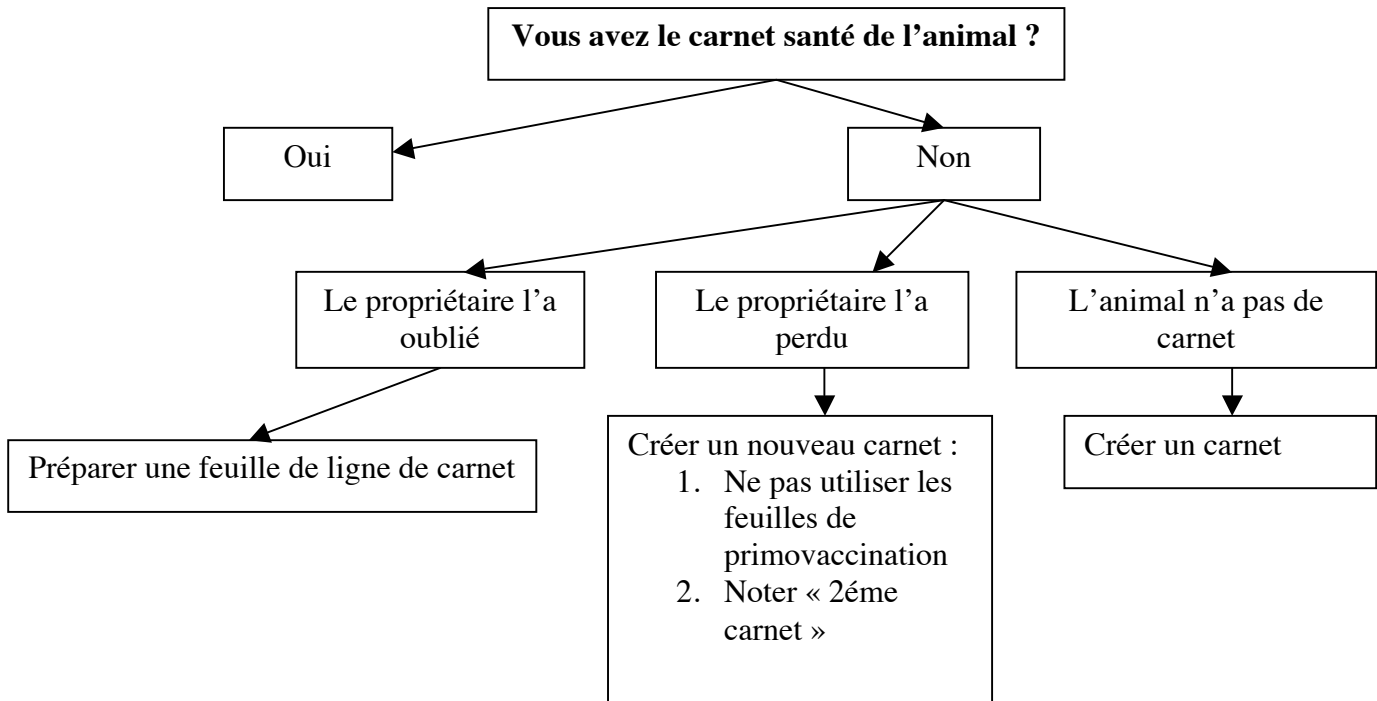 Vous avez le carnet santé de l’animal ?
Oui
Non
Le propriétaire l’a
oublié
Le propriétaire l’a
perdu
L’animal n’a pas de
carnet
Préparer une feuille de ligne de carnet
Créer un nouveau carnet :
1. Ne pas utiliser les
feuilles de
primovaccination
2. Noter « 2éme
carnet »
Créer un carnet